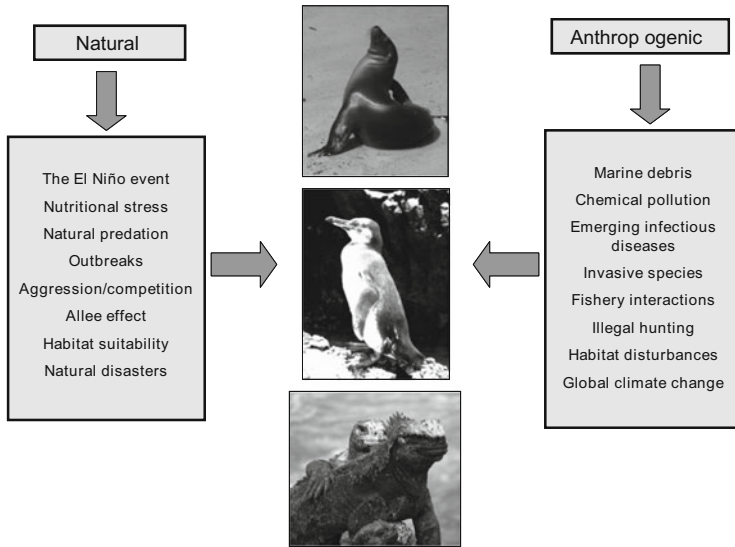 Natural
The El Niño event
Nutritional stress
Natural predation
Outbreaks
Aggression/competition
Allee effect
Habitat suitability
Natural disasters
Anthrop ogenic
Marine debris
Chemical pollution
Emerging infectious
diseases
Invasive species
Fishery interactions
Illegal hunting
Habitat disturbances
Global climate change